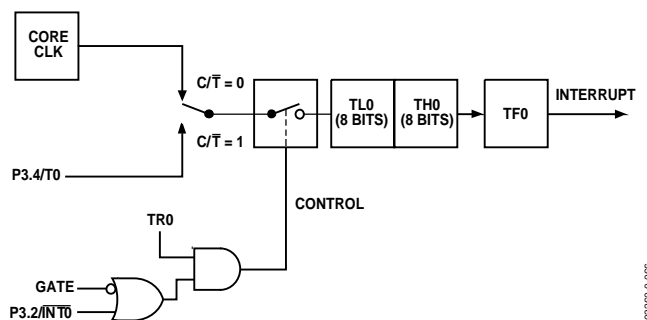 CORE
CLK
C/T̅ = 0
C/T̅ = 1
TL0
(8 BITS)
TH0
(8 BITS)
TF0
INTERRUPT
P3.4/T0
CONTROL
TR0
GATE
P3.2/I̅N̅T̅0̅